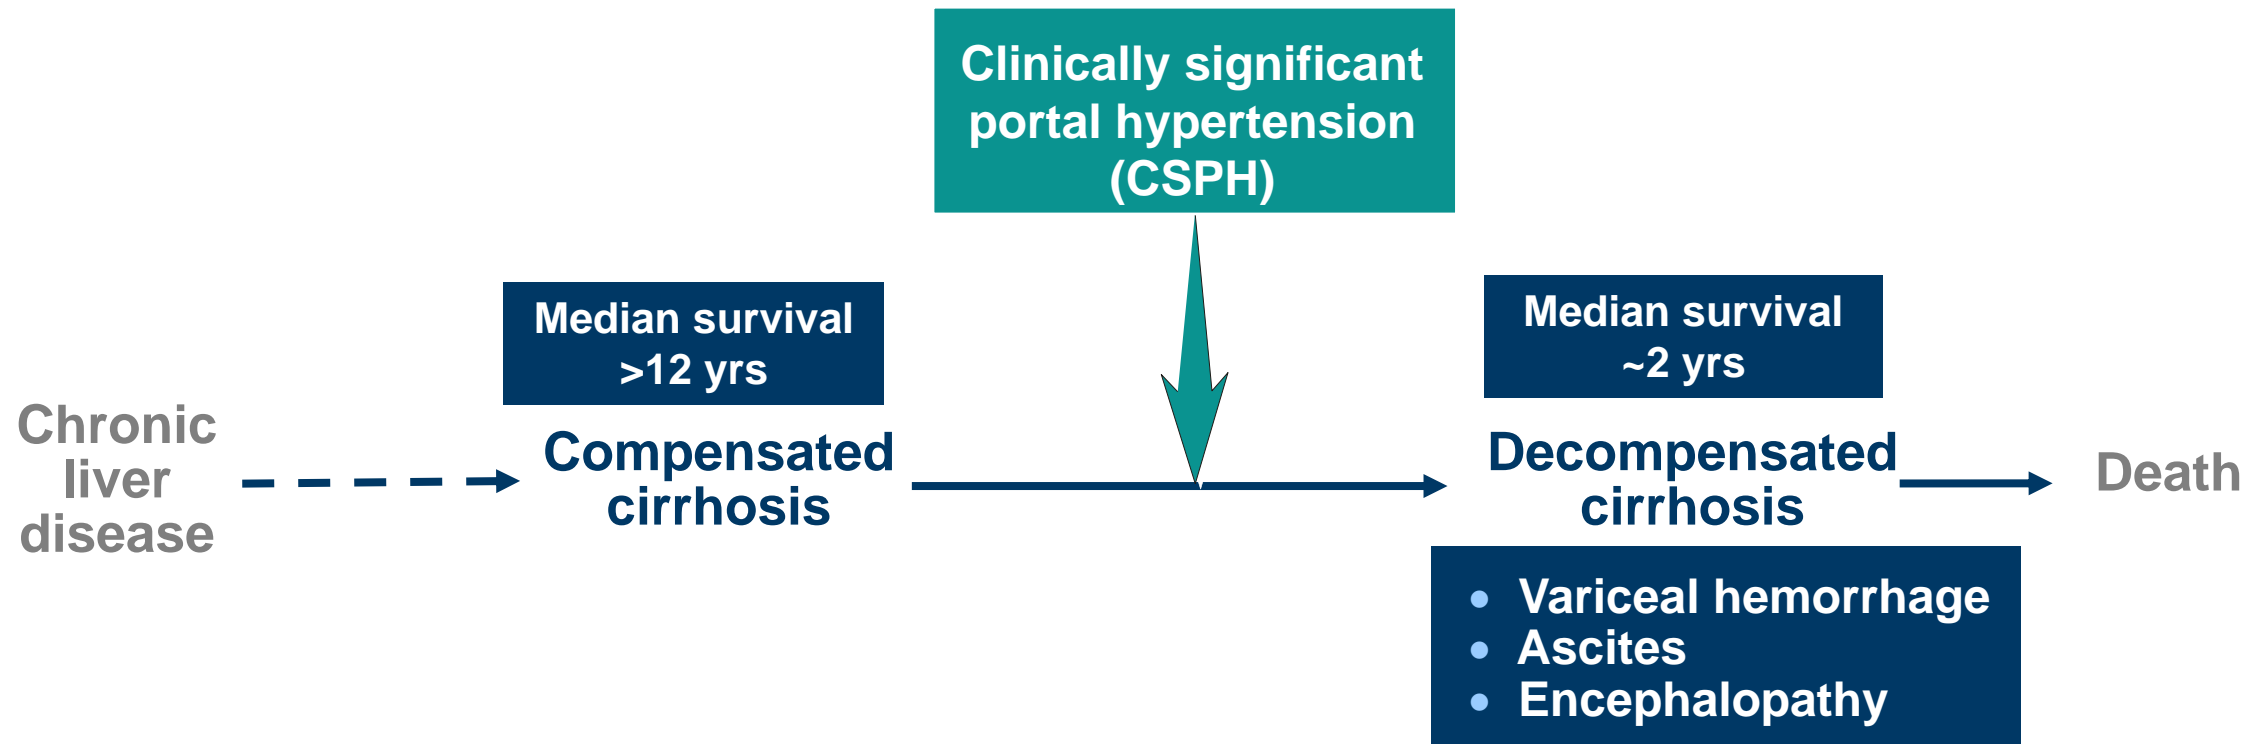 Clinically significant
portal hypertension
(CSPH)
Median survival
>12 yrs
Median survival
~2 yrs
Chronic
liver
disease
Compensated
cirrhosis
Decompensated
cirrhosis
Death
• Variceal hemorrhage
• Ascites
• Encephalopathy